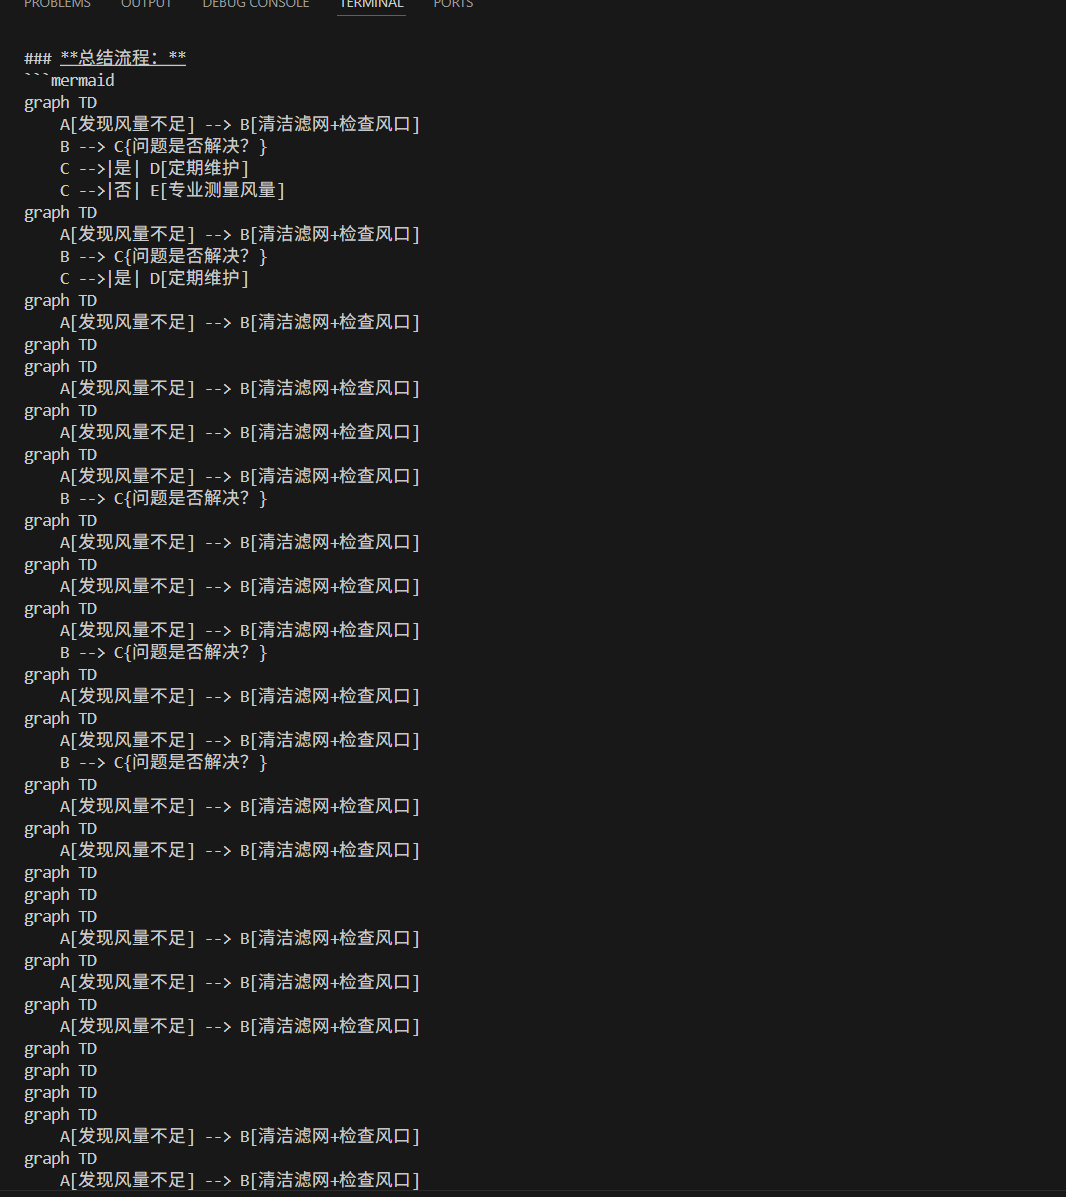 PROBLEMS OUTPUT DEBUG CONSOLE TERMINAL PORTS
### **总结流程：**
```mermaid
graph TD
    A[发现风量不足] --> B[清洁滤网+检查风口]
    B --> C{问题是否解决？}
    C -->|是| D[定期维护]
    C -->|否| E[专业测量风量]
graph TD
    A[发现风量不足] --> B[清洁滤网+检查风口]
    B --> C{问题是否解决？}
    C -->|是| D[定期维护]
graph TD
    A[发现风量不足] --> B[清洁滤网+检查风口]
graph TD
graph TD
    A[发现风量不足] --> B[清洁滤网+检查风口]
graph TD
    A[发现风量不足] --> B[清洁滤网+检查风口]
graph TD
    A[发现风量不足] --> B[清洁滤网+检查风口]
    B --> C{问题是否解决？}
graph TD
    A[发现风量不足] --> B[清洁滤网+检查风口]
graph TD
    A[发现风量不足] --> B[清洁滤网+检查风口]
graph TD
    A[发现风量不足] --> B[清洁滤网+检查风口]
    B --> C{问题是否解决？}
graph TD
    A[发现风量不足] --> B[清洁滤网+检查风口]
graph TD
    A[发现风量不足] --> B[清洁滤网+检查风口]
    B --> C{问题是否解决？}
graph TD
    A[发现风量不足] --> B[清洁滤网+检查风口]
graph TD
    A[发现风量不足] --> B[清洁滤网+检查风口]
graph TD
graph TD
graph TD
    A[发现风量不足] --> B[清洁滤网+检查风口]
graph TD
    A[发现风量不足] --> B[清洁滤网+检查风口]
graph TD
    A[发现风量不足] --> B[清洁滤网+检查风口]
graph TD
graph TD
graph TD
graph TD
    A[发现风量不足] --> B[清洁滤网+检查风口]
graph TD
    A[发现风量不足] --> B[清洁滤网+检查风口]